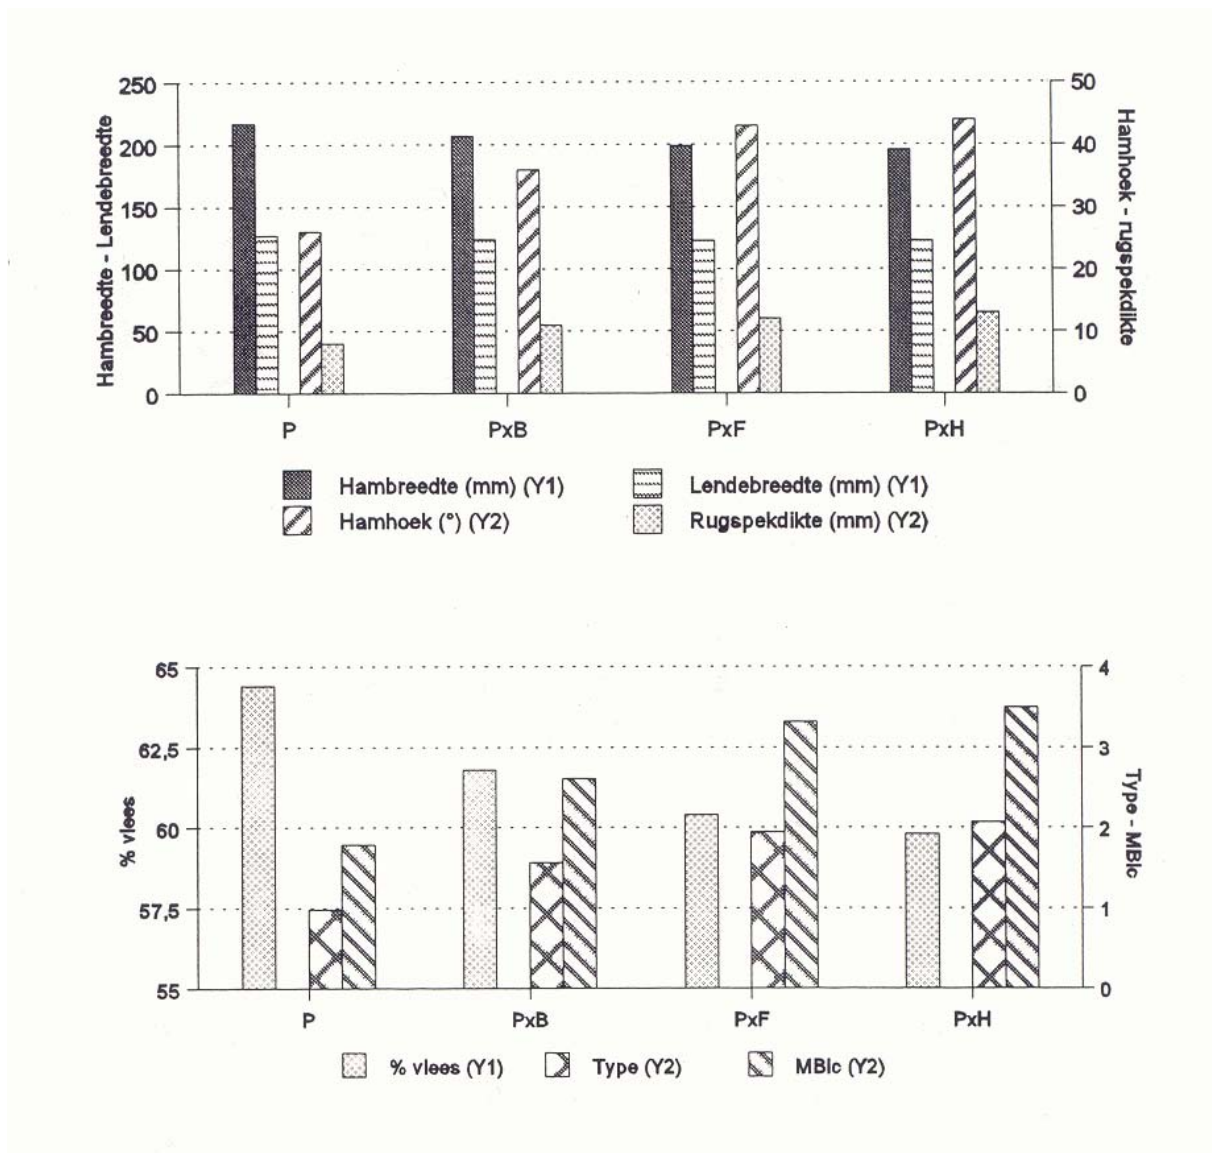 250
200
150
100
50
0
Hambreedte - Lendebreedte
50
40
30
20
10
0
Hamhoek - rugspekdikte
P
PxB
PxF
PxH
Hambreedte (mm) (Y1)
Lendebreedte (mm) (Y1)
Hamhoek (°) (Y2)
Rugspekdikte (mm) (Y2)
65
62,5
60
57,5
55
% vlees
4
3
2
1
0
Type - MBlc
P
PxB
PxF
PxH
% vlees (Y1)
Type (Y2)
MBlc (Y2)